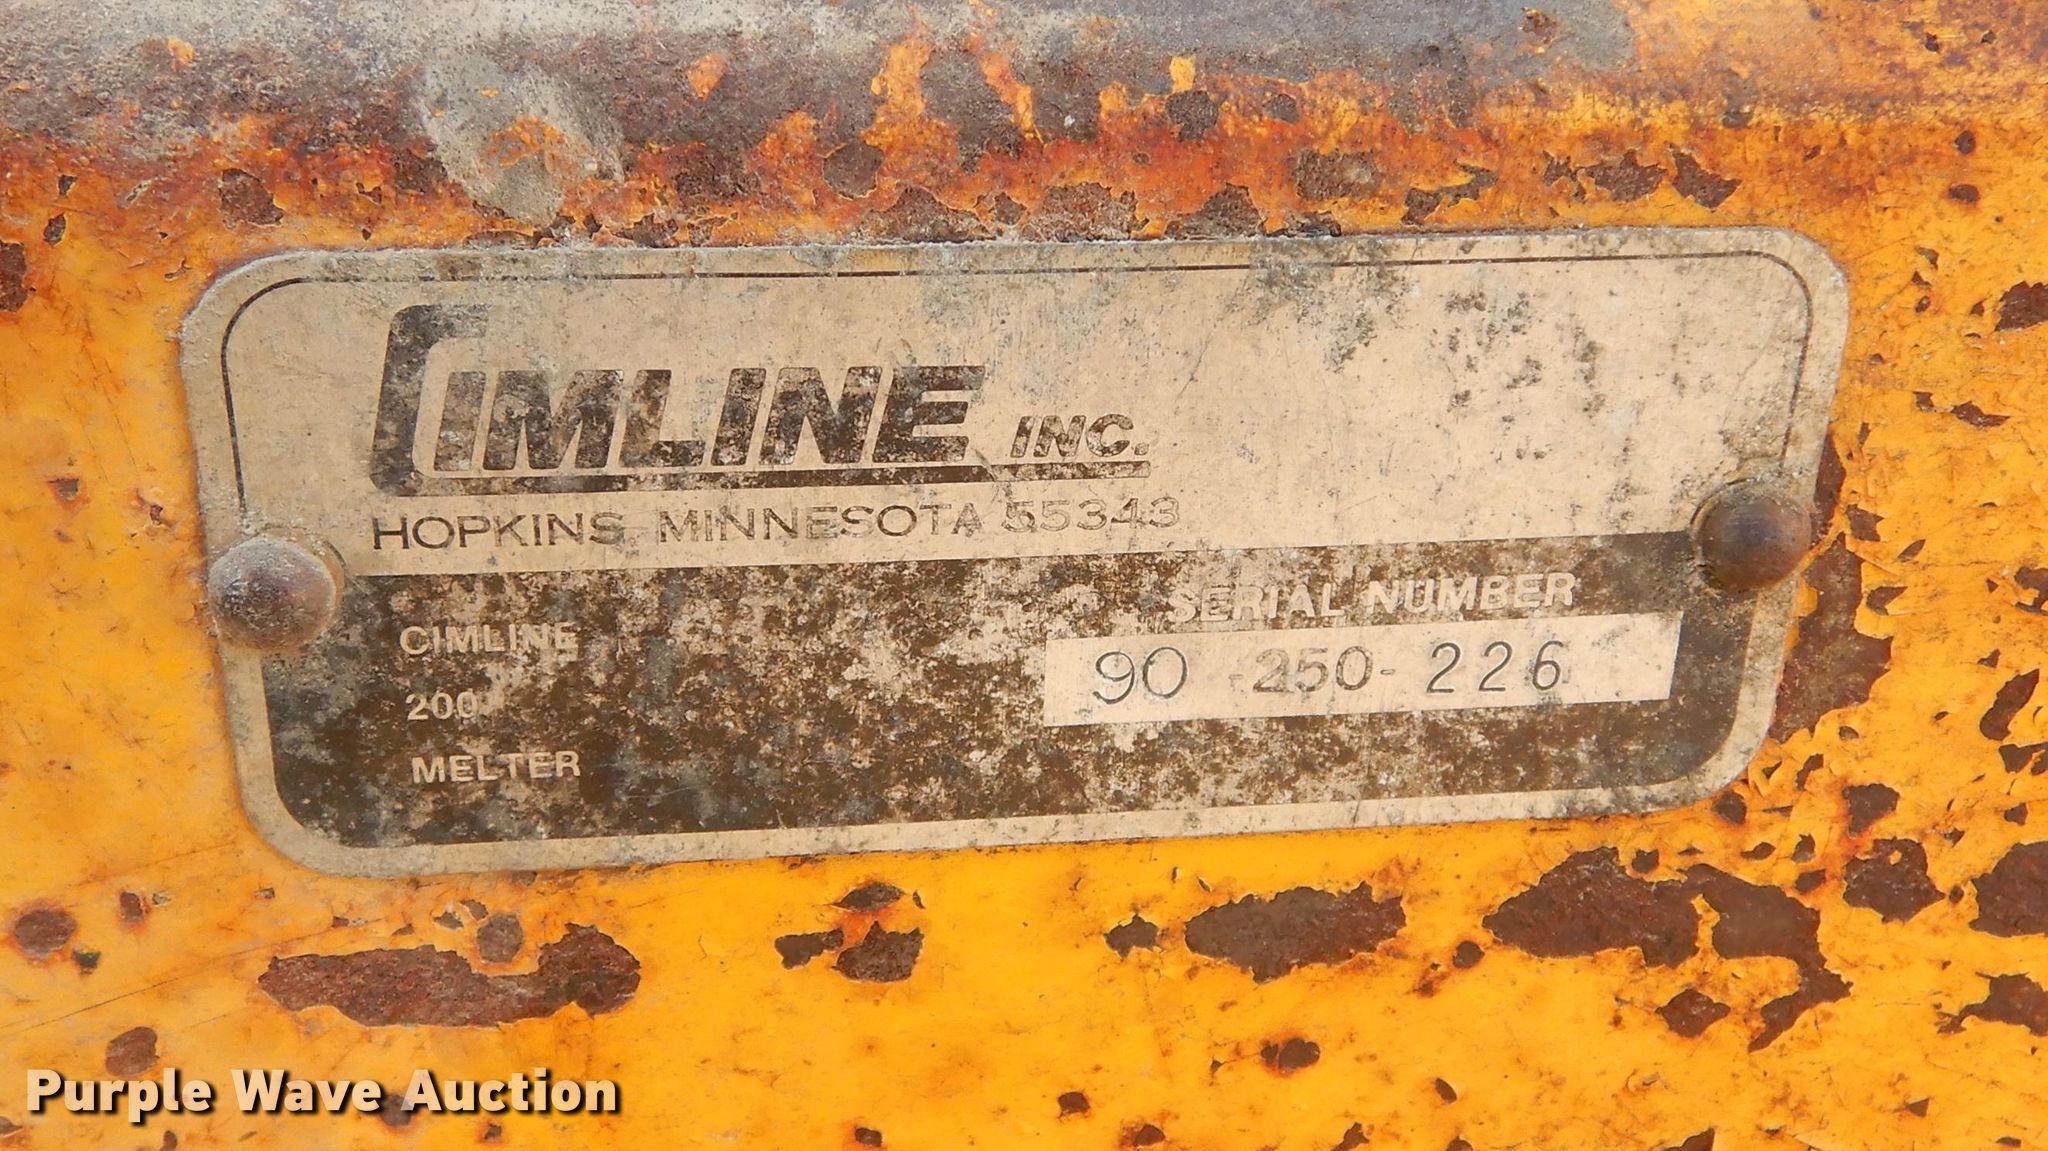 CIMLINE INC.
HOPKINS, MINNESOTA 55343
SERIAL NUMBER
CIMLINE
90 -250- 226
200
MELTER
Purple Wave Auction